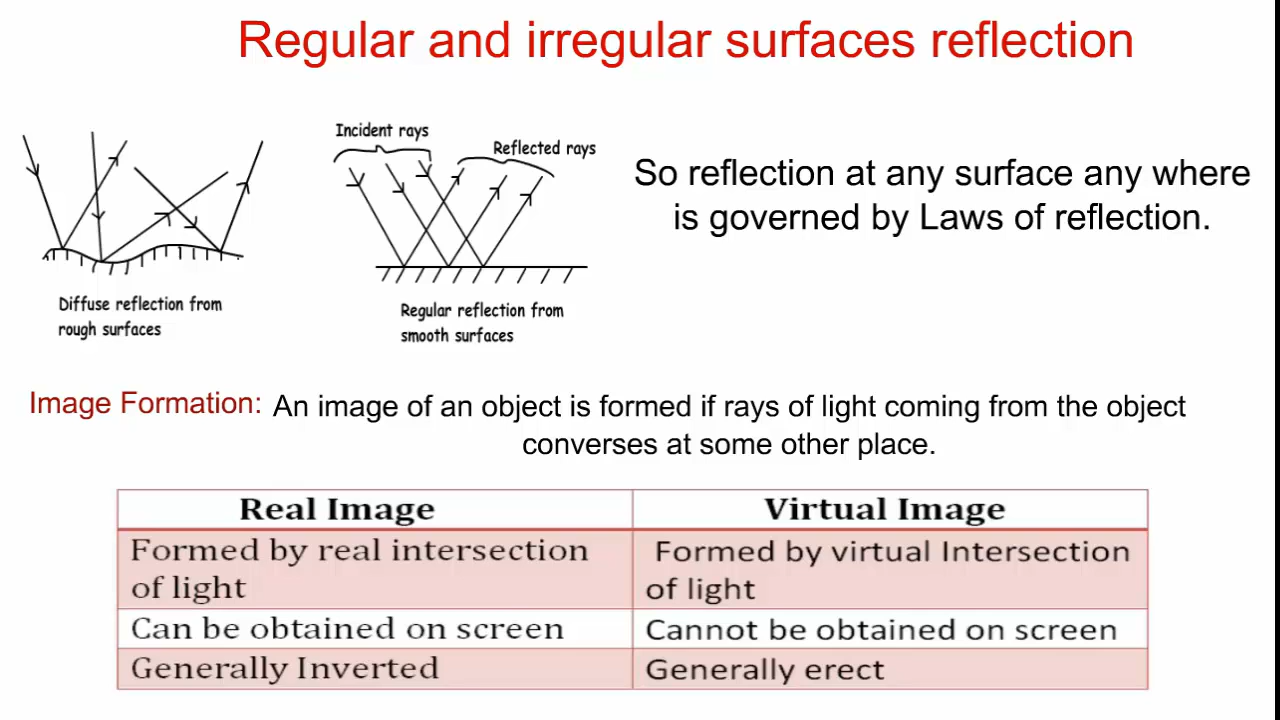 Regular and irregular surfaces reflection
Incident rays
Reflected rays
Diffuse reflection from
rough surfaces
Regular reflection from
smooth surfaces
So reflection at any surface any where
is governed by Laws of reflection.
Image Formation: An image of an object is formed if rays of light coming from the object
converses at some other place.
Real Image
Virtual Image
Formed by real intersection
of light
Formed by virtual Intersection
of light
Can be obtained on screen
Cannot be obtained on screen
Generally Inverted
Generally erect